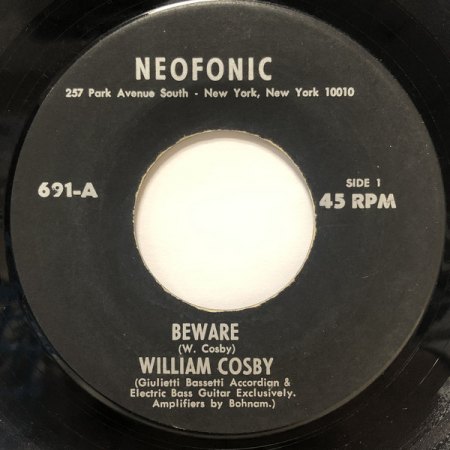 NEOFONIC
257 Park Avenue South - New York, New York 10010
691-A
SIDE 1
45 RPM
BEWARE
(W. Cosby)
WILLIAM COSBY
(Giulietti Bassetti Accordian &
Electric Bass Guitar Exclusively.
Amplifiers by Bohnam.)